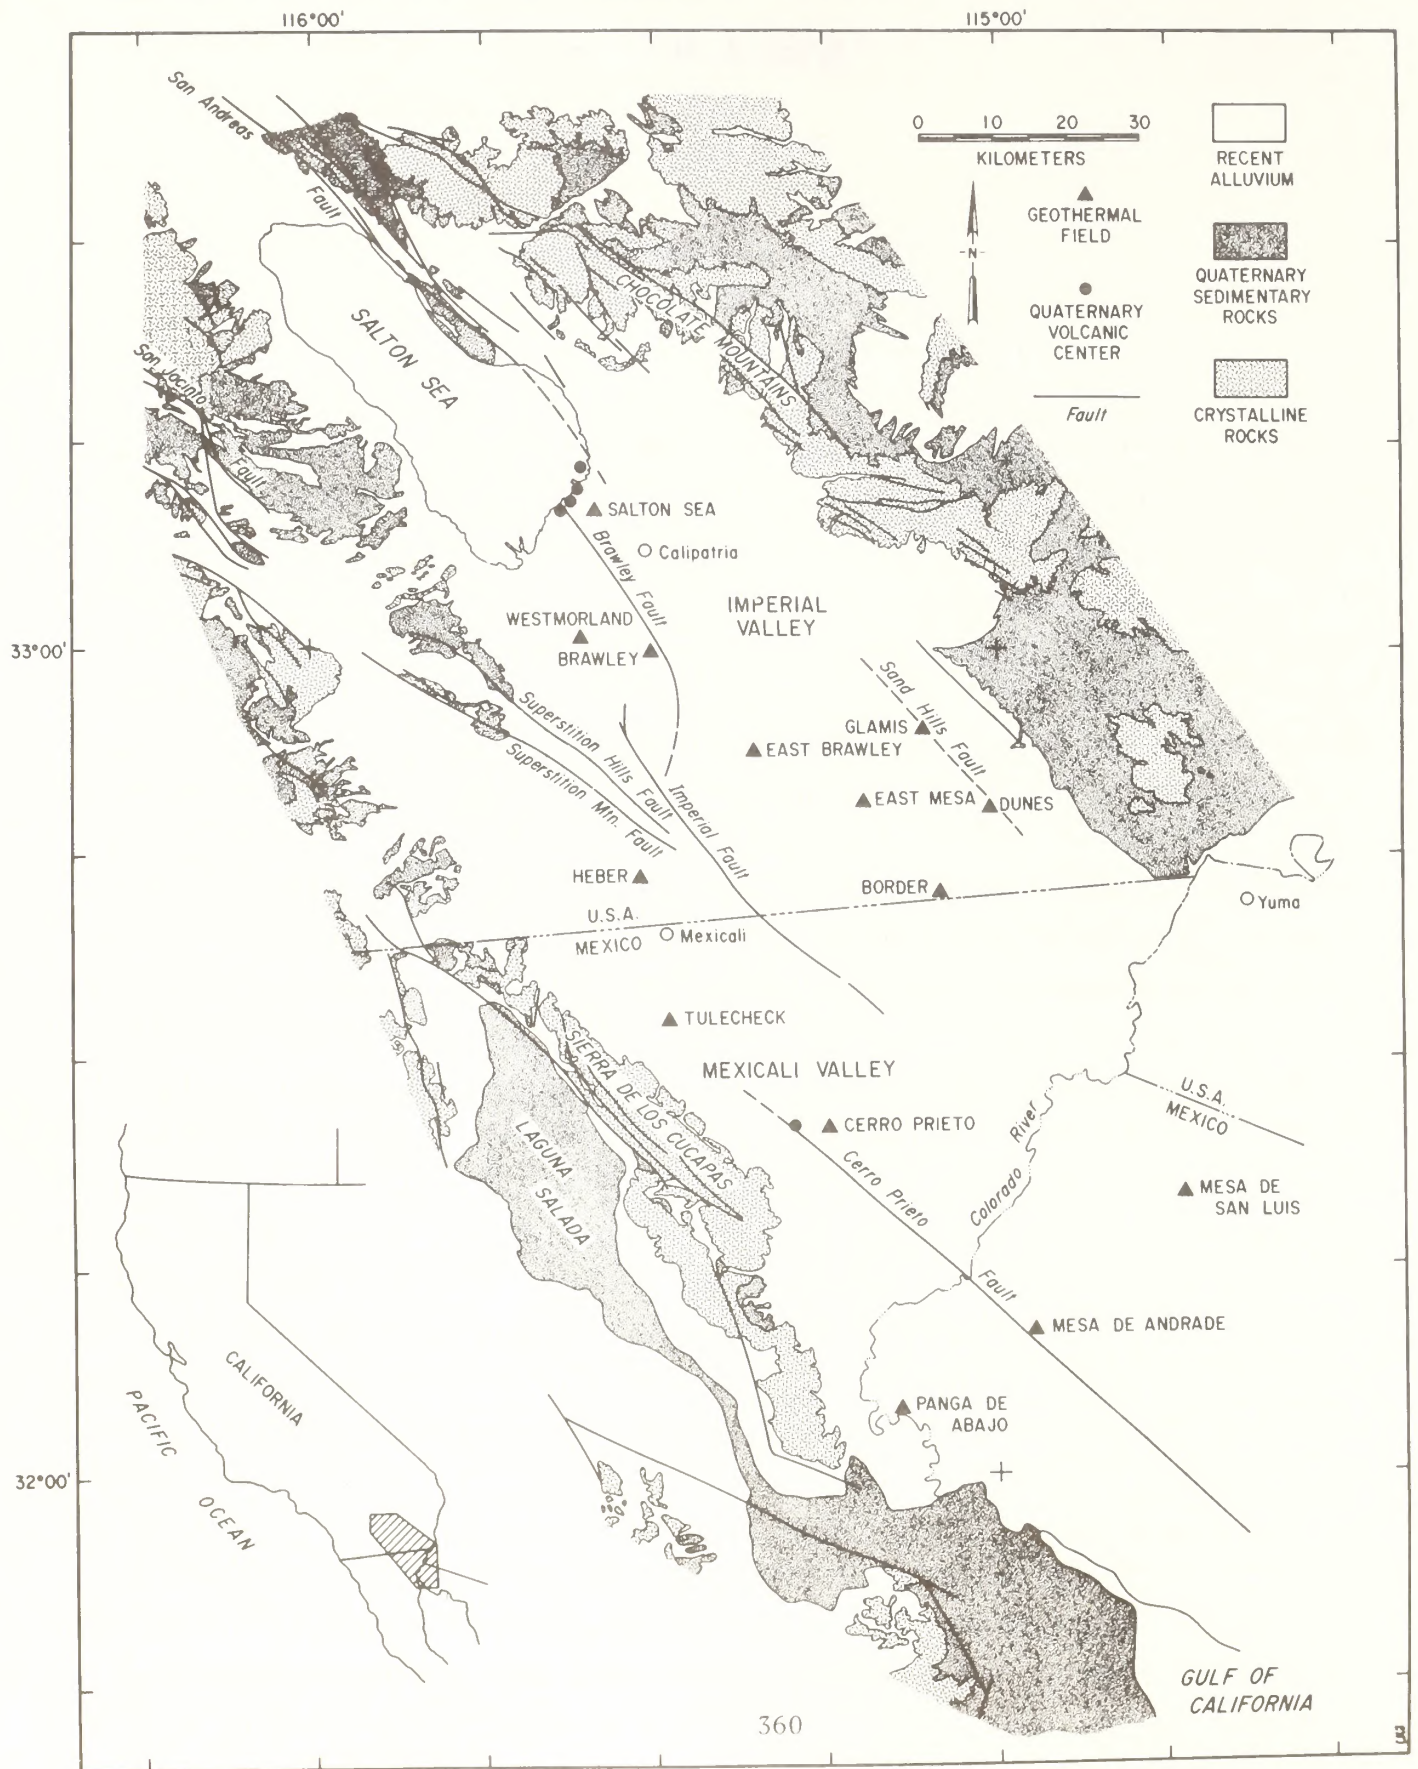 116°00'
115°00'
San Andreas
Fault
0 10 20 30
KILOMETERS
N
GEOTHERMAL
FIELD
QUATERNARY
VOLCANIC
CENTER
Fault
RECENT
ALLUVIUM
QUATERNARY
SEDIMENTARY
ROCKS
CRYSTALLINE
ROCKS
SALTON SEA
CHOCOLATE MOUNTAINS
San Jacinto
Fault
SALTON SEA
Calipatria
Brawley Fault
IMPERIAL
VALLEY
WESTMORLAND
BRAWLEY
33°00'
Sand Hills Fault
GLAMIS
EAST BRAWLEY
EAST MESA
DUNES
Superstition Hills Fault
Superstition Mtn. Fault
Imperial Fault
HEBER
BORDER
Yuma
U.S.A.
MEXICO
Mexicali
TULECHECK
SIERRA DE LOS CUCAPAS
MEXICALI VALLEY
U.S.A.
MEXICO
CERRO PRIETO
Cerro Prieto
Fault
Colorado River
LAGUNA
SALADA
MESA DE
SAN LUIS
MESA DE ANDRADE
PANGA DE
ABAJO
32°00'
CALIFORNIA
PACIFIC
OCEAN
GULF OF
CALIFORNIA
360